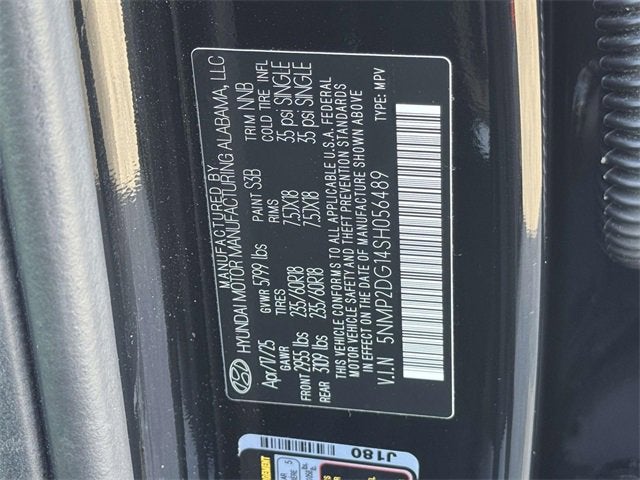 MANUFACTURED BY
HYUNDAI MOTOR MANUFACTURING ALABAMA, LLC
Apr/17/25 GVWR 5799 lbs PAINT S3B TRIM NNB
GAWR TIRES RIMS COLD TIRE INFL
FRONT 2955 lbs 235/60R18 7.5JX18 35 psi SINGLE
REAR 3109 lbs 235/60R18 7.5JX18 35 psi SINGLE
THIS VEHICLE CONFORMS TO ALL APPLICABLE U.S.A. FEDERAL
MOTOR VEHICLE SAFETY AND THEFT PREVENTION STANDARDS
IN EFFECT ON THE DATE OF MANUFACTURE SHOWN ABOVE
V.I.N 5NMP2DG14SH056489 TYPE: MPV
J180